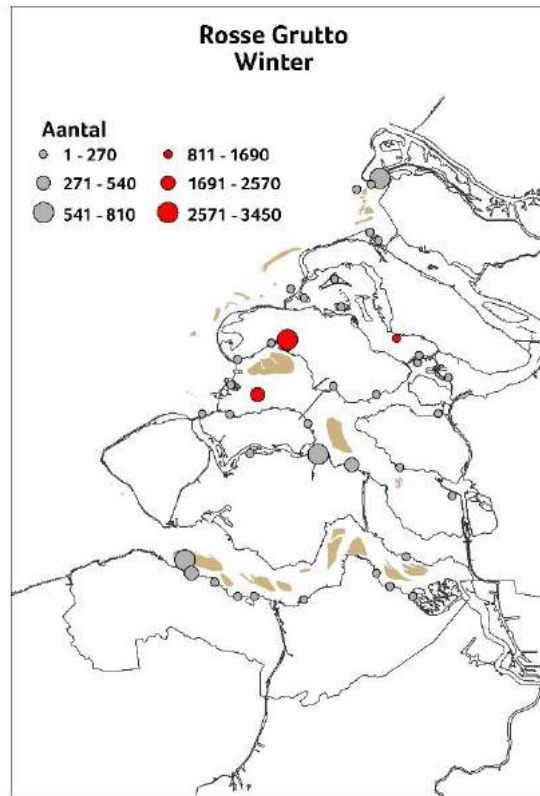 Rosse Grutto
Winter
Aantal
1 - 270
271 - 540
541 - 810
811 - 1690
1691 - 2570
2571 - 3450